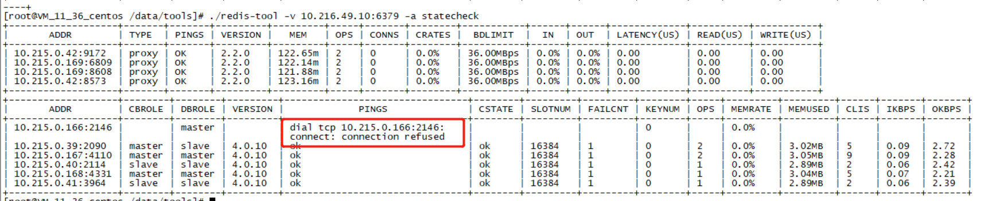 ----+
[root@VM_11_36_centos /data/tools]# ./redis-tool -v 10.216.49.10:6379 -a statecheck
| ADDR | TYPE | PINGS | VERSION | MEM | OPS | CONNS | CRATES | BDLIMIT | IN | OUT | LATENCY(US) | READ(US) | WRITE(US) |
| 10.215.0.42:9172 | proxy | OK | 2.2.0 | 122.65m | 2 | 0 | 0.0% | 36.00MBps | 0.0% | 0.0% | 0.00 | 0.00 | 0.00 |
| 10.215.0.169:6809 | proxy | OK | 2.2.0 | 122.14m | 2 | 0 | 0.0% | 36.00MBps | 0.0% | 0.0% | 0.00 | 0.00 | 0.00 |
| 10.215.0.169:8608 | proxy | OK | 2.2.0 | 121.88m | 2 | 0 | 0.0% | 36.00MBps | 0.0% | 0.0% | 0.00 | 0.00 | 0.00 |
| 10.215.0.42:8573 | proxy | OK | 2.2.0 | 123.16m | 2 | 0 | 0.0% | 36.00MBps | 0.0% | 0.0% | 0.00 | 0.00 | 0.00 |
| ADDR | CBROLE | DBROLE | VERSION | PINGS | CSTATE | SLOTNUM | FAILCNT | KEYNUM | OPS | MEMRATE | MEMUSED | CLIS | IKBPS | OKBPS |
| 10.215.0.166:2146 | | master | | dial tcp 10.215.0.166:2146: | | | | 0 | | 0.0% | | | | |
connect: connection refused
| 10.215.0.39:2090 | master | slave | 4.0.10 | ok | ok | 16384 | 1 | 0 | 2 | 0.0% | 3.02MB | 5 | 0.09 | 2.72 |
| 10.215.0.167:4110 | master | master | 4.0.10 | ok | ok | 16384 | 1 | 0 | 2 | 0.0% | 3.05MB | 9 | 0.09 | 2.28 |
| 10.215.0.40:2114 | slave | slave | 4.0.10 | ok | ok | 16384 | 1 | 0 | 1 | 0.0% | 2.89MB | 2 | 0.06 | 2.42 |
| 10.215.0.168:4331 | master | master | 4.0.10 | ok | ok | 16384 | 1 | 0 | 1 | 0.0% | 3.04MB | 5 | 0.07 | 2.21 |
| 10.215.0.41:3964 | slave | slave | 4.0.10 | ok | ok | 16384 | 1 | 0 | 1 | 0.0% | 2.89MB | 2 | 0.06 | 2.39 |
[root@VM_11_36_centos /data/tools]#